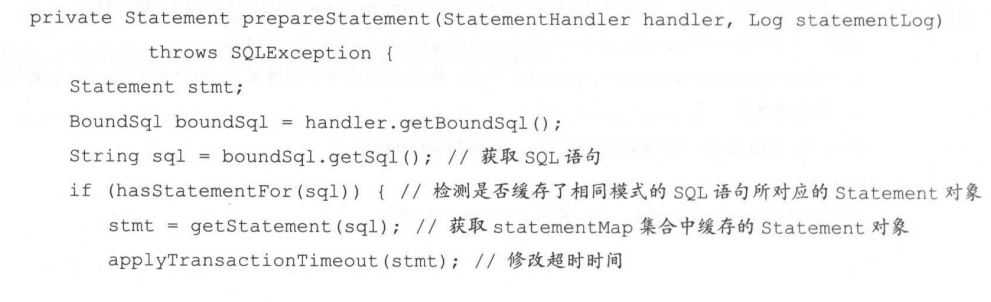 private Statement prepareStatement(StatementHandler handler, Log statementLog)
throws SQLException {
Statement stmt;
BoundSql boundSql = handler.getBoundSql();
String sql = boundSql.getSql(); // 获取 SQL 语句
if (hasStatementFor(sql)) { // 检测是否缓存了相同模式的 SQL 语句所对应的 Statement 对象
stmt = getStatement(sql); // 获取 statementMap 集合中缓存的 Statement 对象
applyTransactionTimeout(stmt); // 修改超时时间